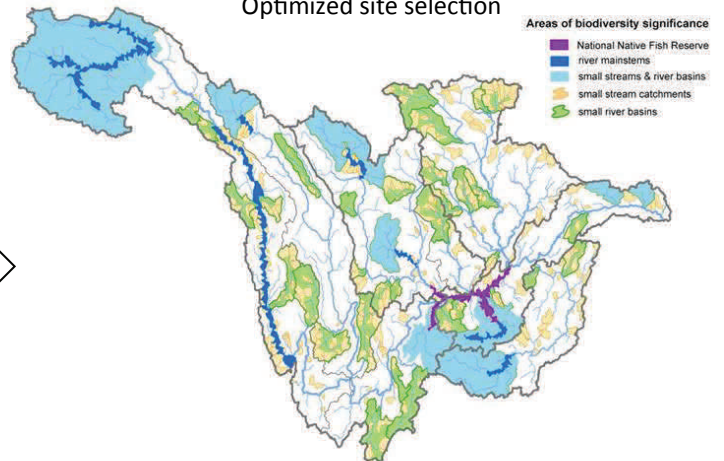 Optimized site selection
Areas of biodiversity significance
National Native Fish Reserve
river mainstems
small streams & river basins
small stream catchments
small river basins